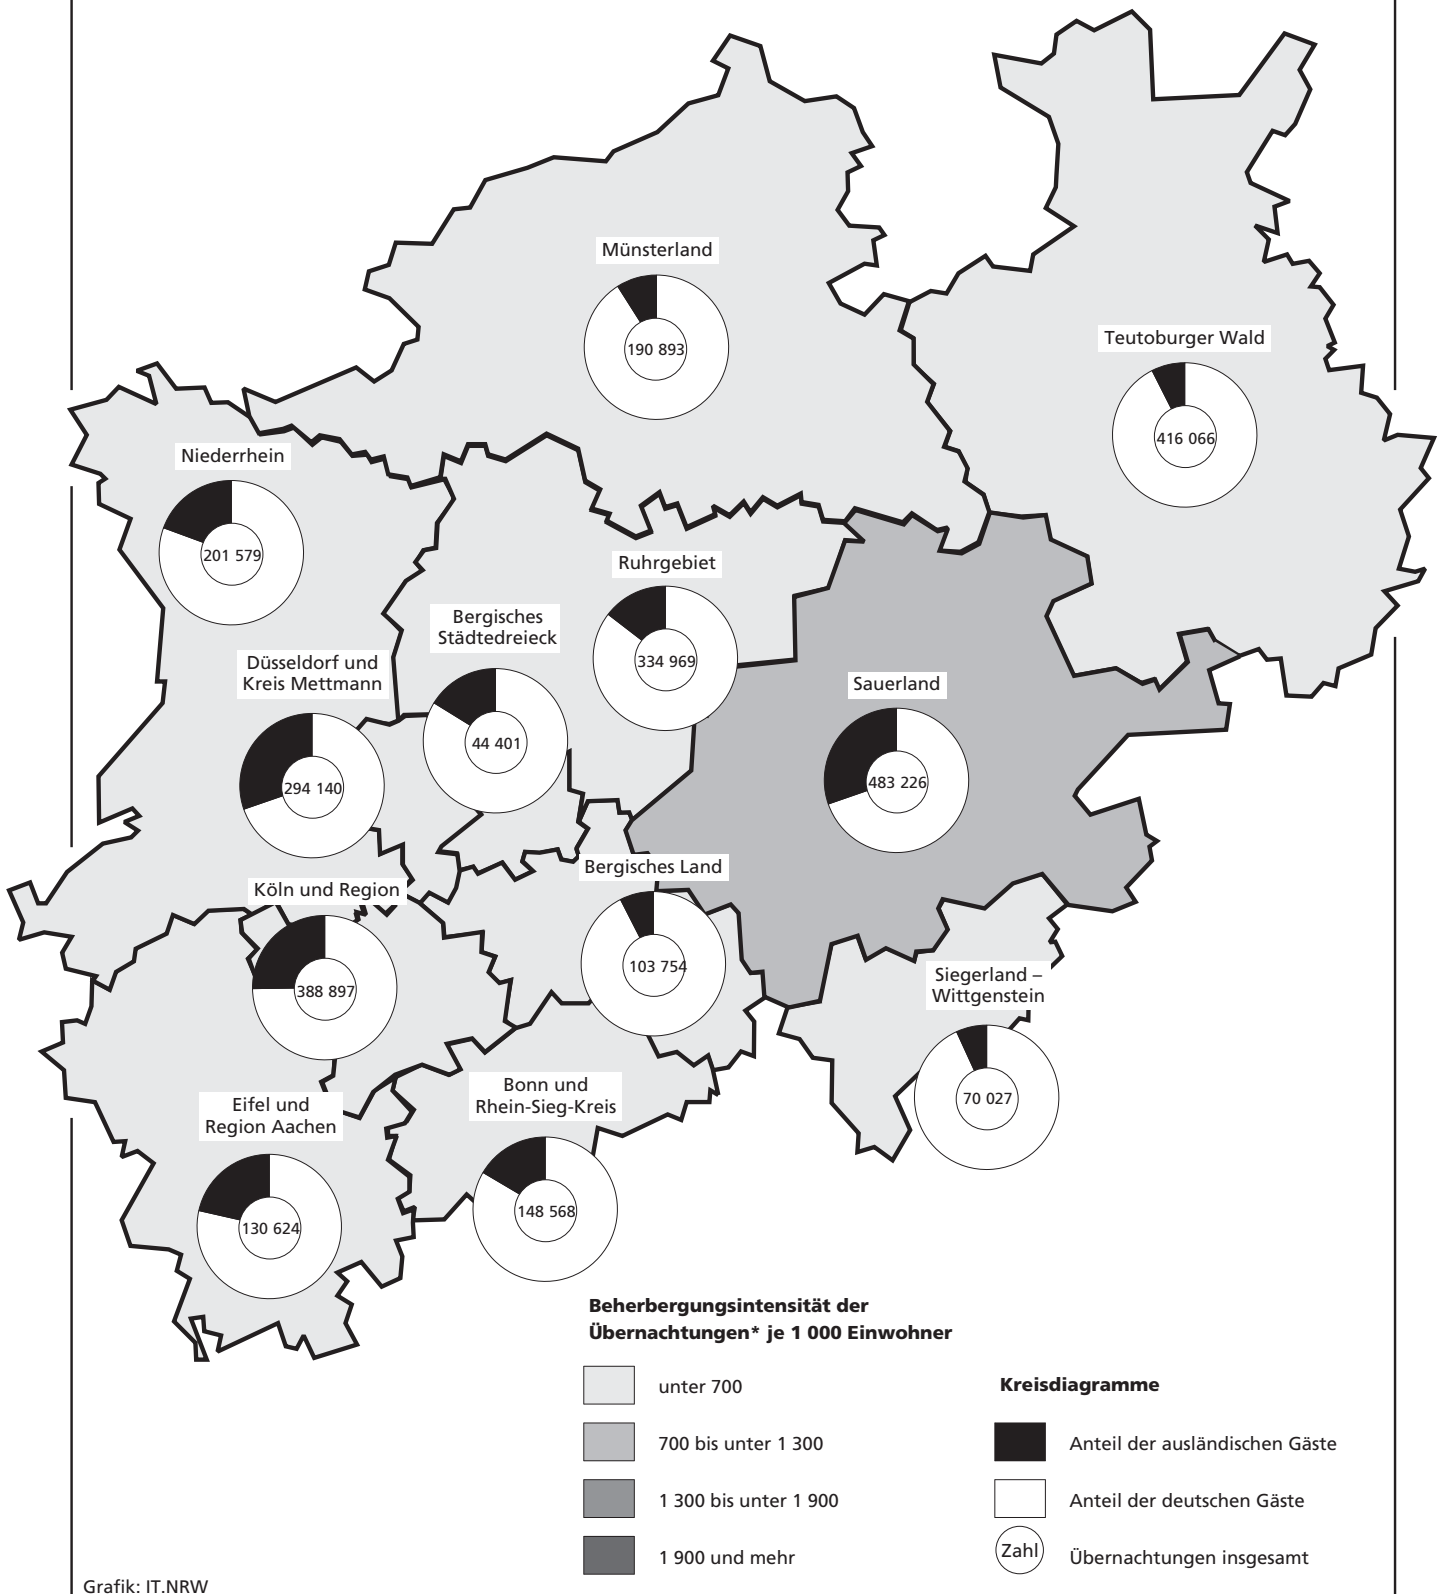 Münsterland
190 893
Teutoburger Wald
416 066
Niederrhein
201 579
Ruhrgebiet
334 969
Bergisches
Städtedreieck
44 401
Düsseldorf und
Kreis Mettmann
294 140
Sauerland
483 226
Bergisches Land
103 754
Köln und Region
388 897
Siegerland –
Wittgenstein
70 027
Bonn und
Rhein-Sieg-Kreis
148 568
Eifel und
Region Aachen
130 624
Beherbergungsintensität der
Übernachtungen* je 1 000 Einwohner
unter 700
700 bis unter 1 300
1 300 bis unter 1 900
1 900 und mehr
Kreisdiagramme
Anteil der ausländischen Gäste
Anteil der deutschen Gäste
Zahl
Übernachtungen insgesamt
Grafik: IT.NRW